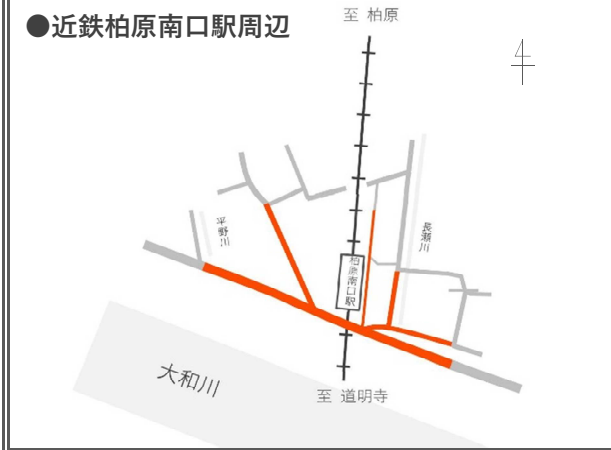 ●近鉄柏原南口駅周辺
至 柏原
平野川
長瀬川
柏原南口駅
大和川
至 道明寺